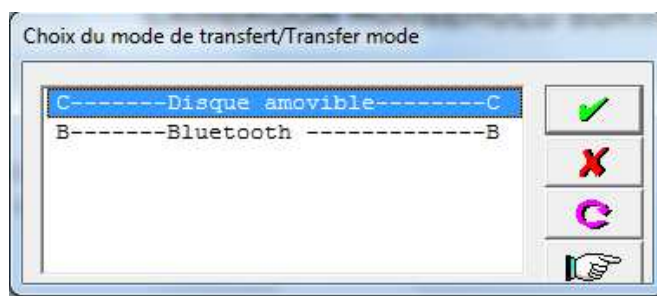 Choix du mode de transfert/Transfer mode
C-------Disque amovible--------C
B-------Bluetooth -------------B